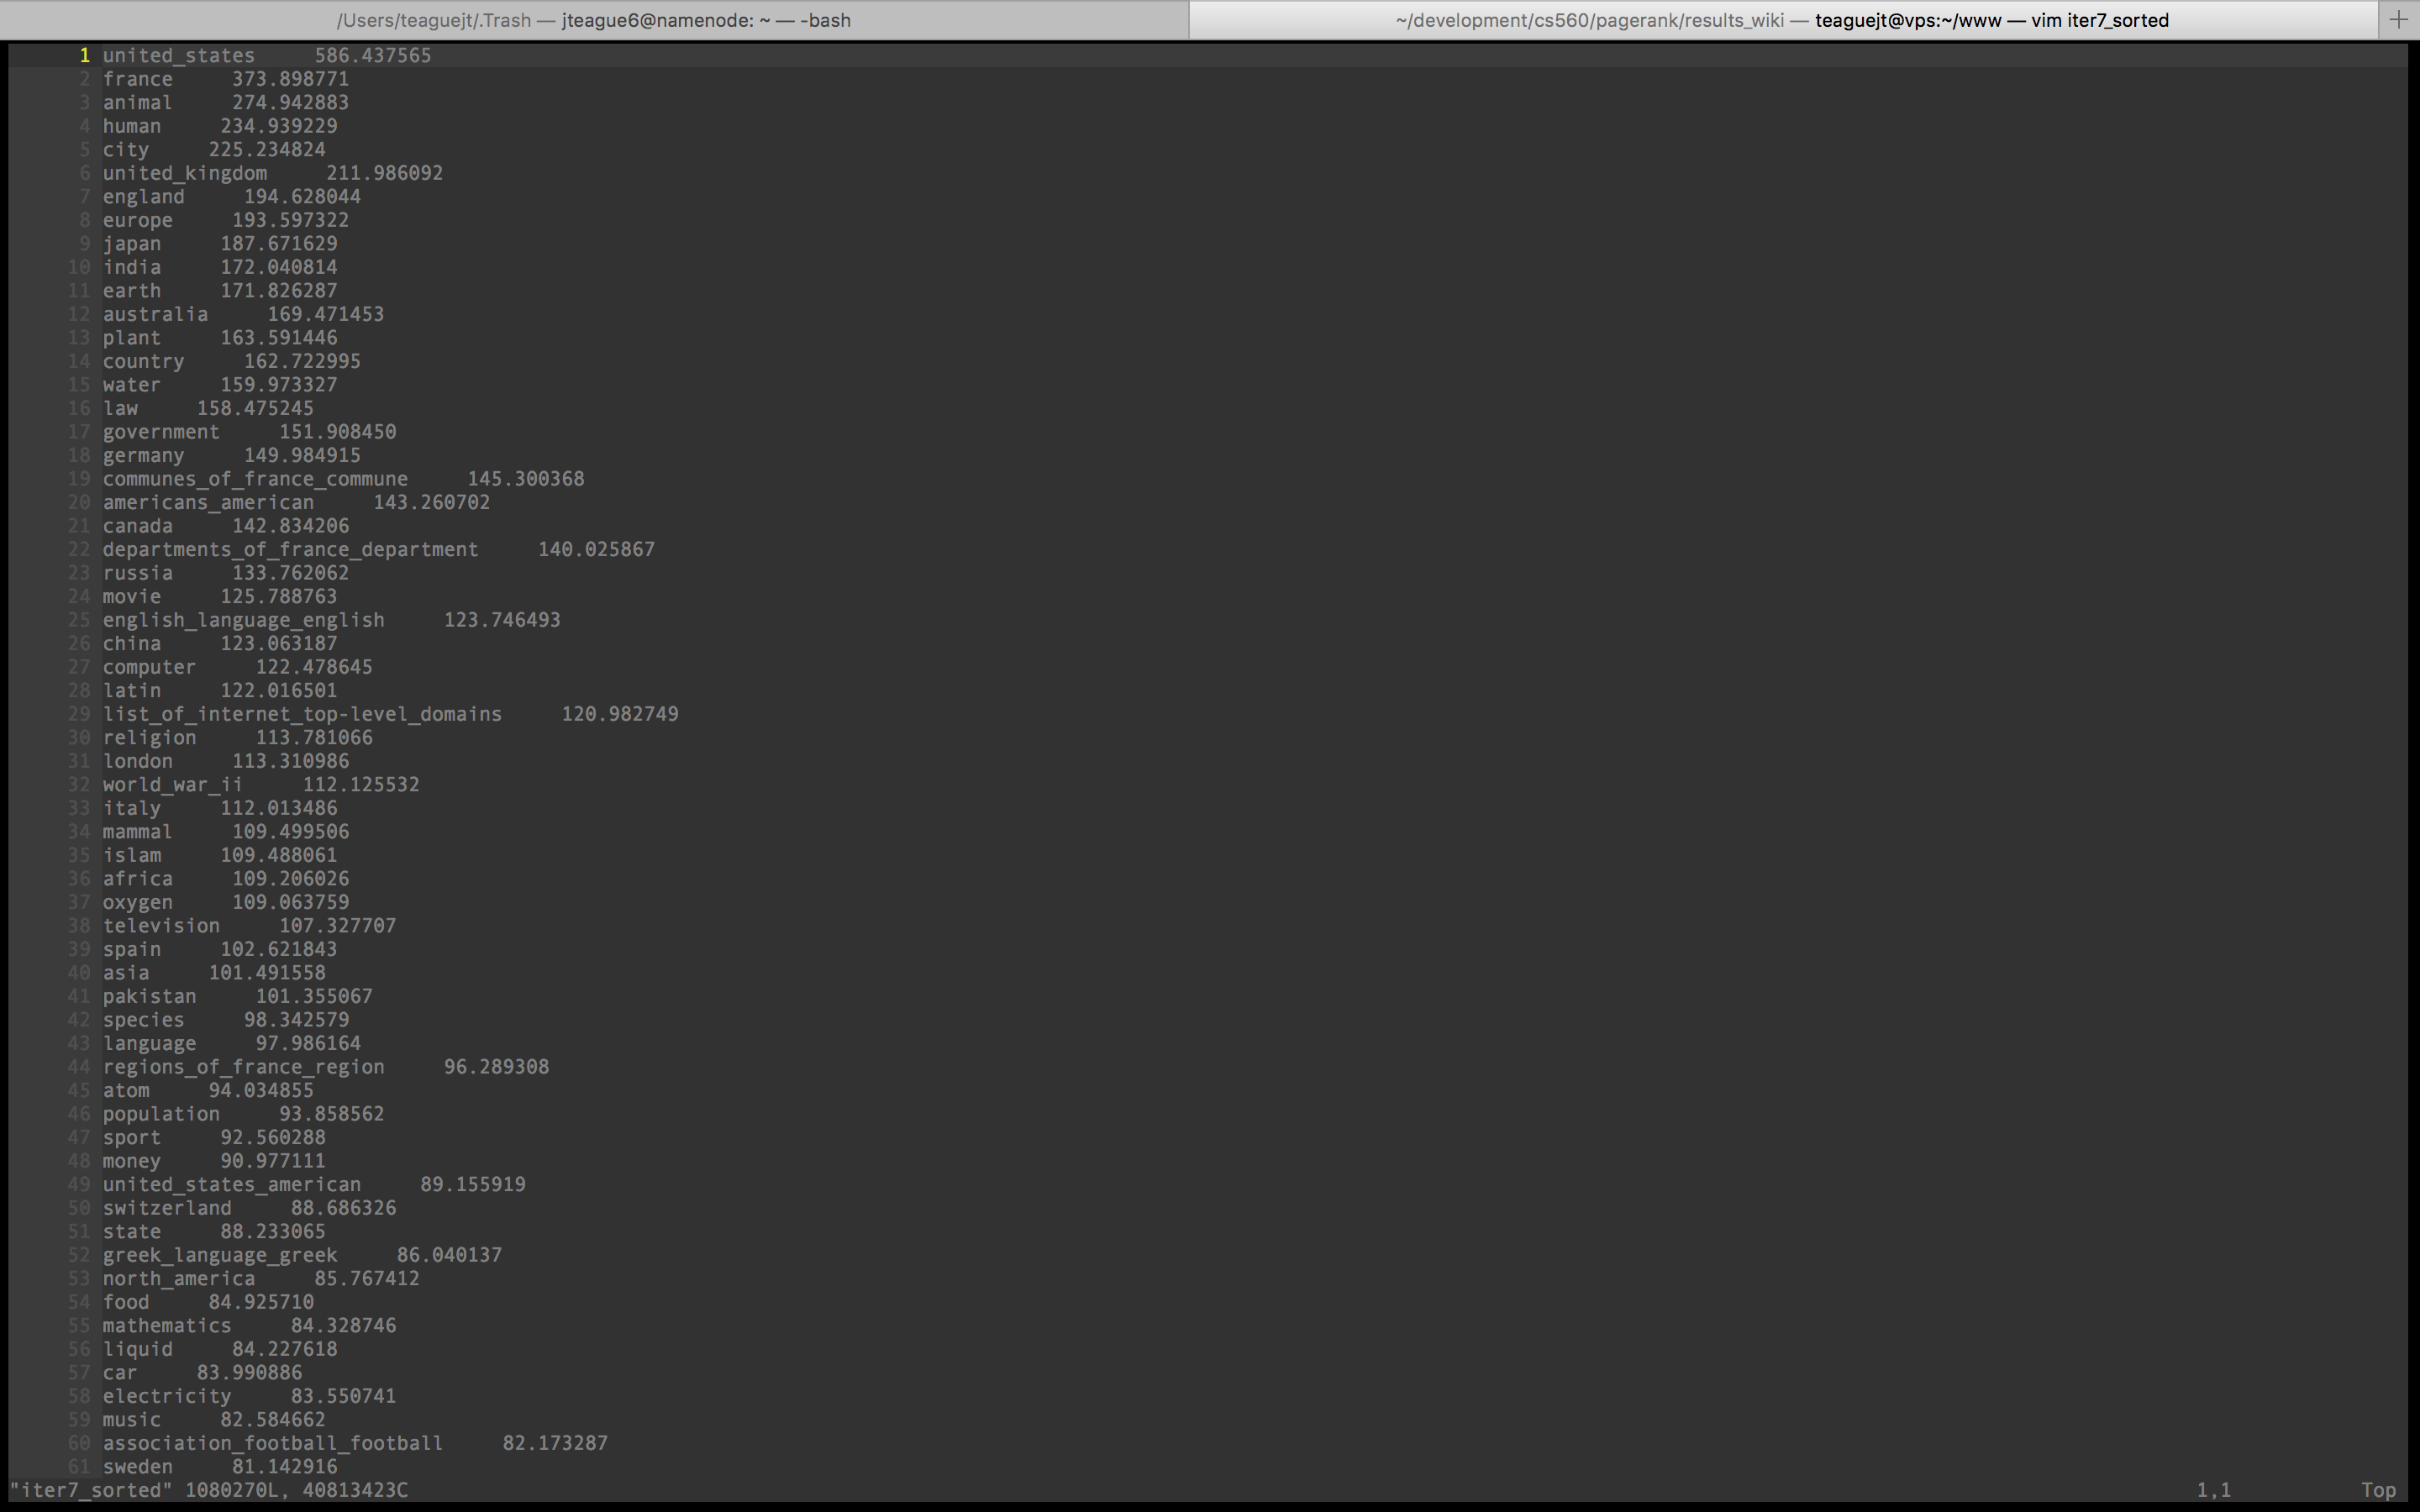 /Users/teaguejt/.Trash — jteague6@namenode: ~ — -bash
~/development/cs560/pagerank/results_wiki — teaguejt@vps:~/www — vim iter7_sorted
+
1 united_states     586.437565
2 france     373.898771
3 animal     274.942883
4 human     234.939229
5 city     225.234824
6 united_kingdom     211.986092
7 england     194.628044
8 europe     193.597322
9 japan     187.671629
10 india     172.040814
11 earth     171.826287
12 australia     169.471453
13 plant     163.591446
14 country     162.722995
15 water     159.973327
16 law     158.475245
17 government     151.908450
18 germany     149.984915
19 communes_of_france_commune     145.300368
20 americans_american     143.260702
21 canada     142.834206
22 departments_of_france_department     140.025867
23 russia     133.762062
24 movie     125.788763
25 english_language_english     123.746493
26 china     123.063187
27 computer     122.478645
28 latin     122.016501
29 list_of_internet_top-level_domains     120.982749
30 religion     113.781066
31 london     113.310986
32 world_war_ii     112.125532
33 italy     112.013486
34 mammal     109.499506
35 islam     109.488061
36 africa     109.206026
37 oxygen     109.063759
38 television     107.327707
39 spain     102.621843
40 asia     101.491558
41 pakistan     101.355067
42 species     98.342579
43 language     97.986164
44 regions_of_france_region     96.289308
45 atom     94.034855
46 population     93.858562
47 sport     92.560288
48 money     90.977111
49 united_states_american     89.155919
50 switzerland     88.686326
51 state     88.233065
52 greek_language_greek     86.040137
53 north_america     85.767412
54 food     84.925710
55 mathematics     84.328746
56 liquid     84.227618
57 car     83.990886
58 electricity     83.550741
59 music     82.584662
60 association_football_football     82.173287
61 sweden     81.142916
"iter7_sorted" 1080270L, 40813423C     1,1     Top